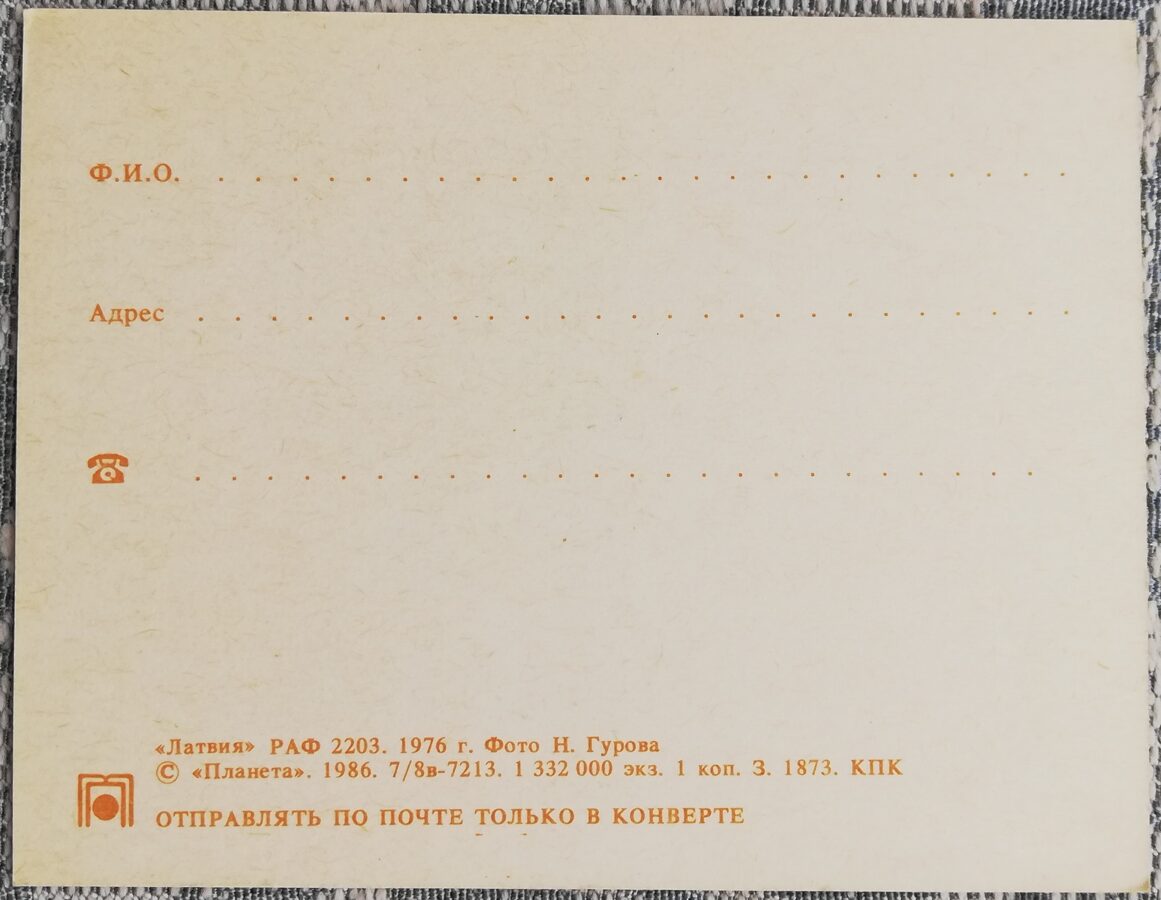 Ф.И.О. . . . . . . . . . . . . . . . . . . . . . . . .
Адрес . . . . . . . . . . . . . . . . . . . . . . . . .
☎ . . . . . . . . . . . . . . . . . . . . . . . .
«Латвия» РАФ 2203. 1976 г. Фото Н. Гурова
© «Планета». 1986. 7/8в-7213. 1 332 000 экз. 1 коп. З. 1873. КПК
ОТПРАВЛЯТЬ ПО ПОЧТЕ ТОЛЬКО В КОНВЕРТЕ